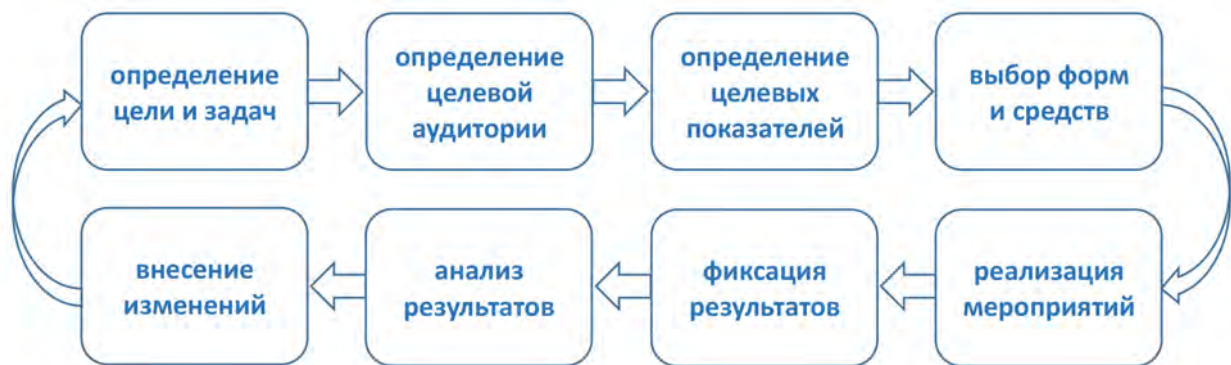 определение
цели и задач
определение
целевой
аудитории
определение
целевых
показателей
выбор форм
и средств
реализация
мероприятий
фиксация
результатов
анализ
результатов
внесение
изменений